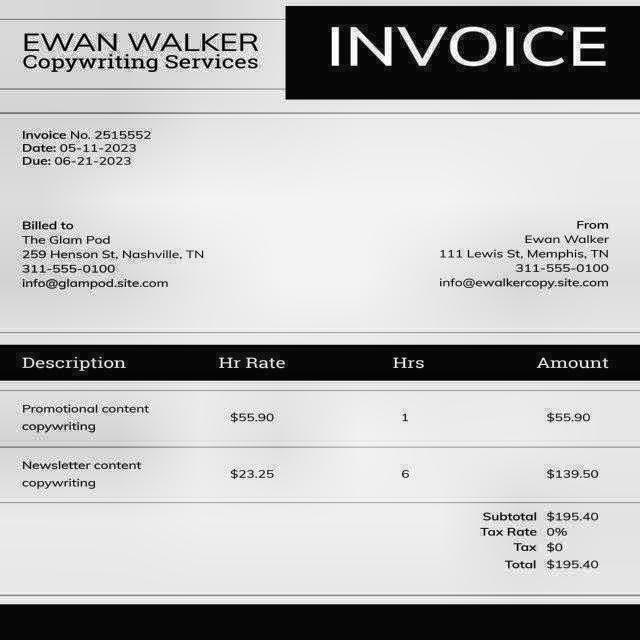 EWAN WALKER
Copywriting Services
INVOICE
Invoice No. 2515552
Date: 05-11-2023
Due: 06-21-2023
Billed to
The Glam Pod
259 Henson St, Nashville, TN
311-555-0100
info@glampod.site.com
From
Ewan Walker
111 Lewis St, Memphis, TN
311-555-0100
info@ewalkercopy.site.com
Description Hr Rate Hrs Amount
Promotional content
copywriting
$55.90 1 $55.90
Newsletter content
copywriting
$23.25 6 $139.50
Subtotal $195.40
Tax Rate 0%
Tax $0
Total $195.40